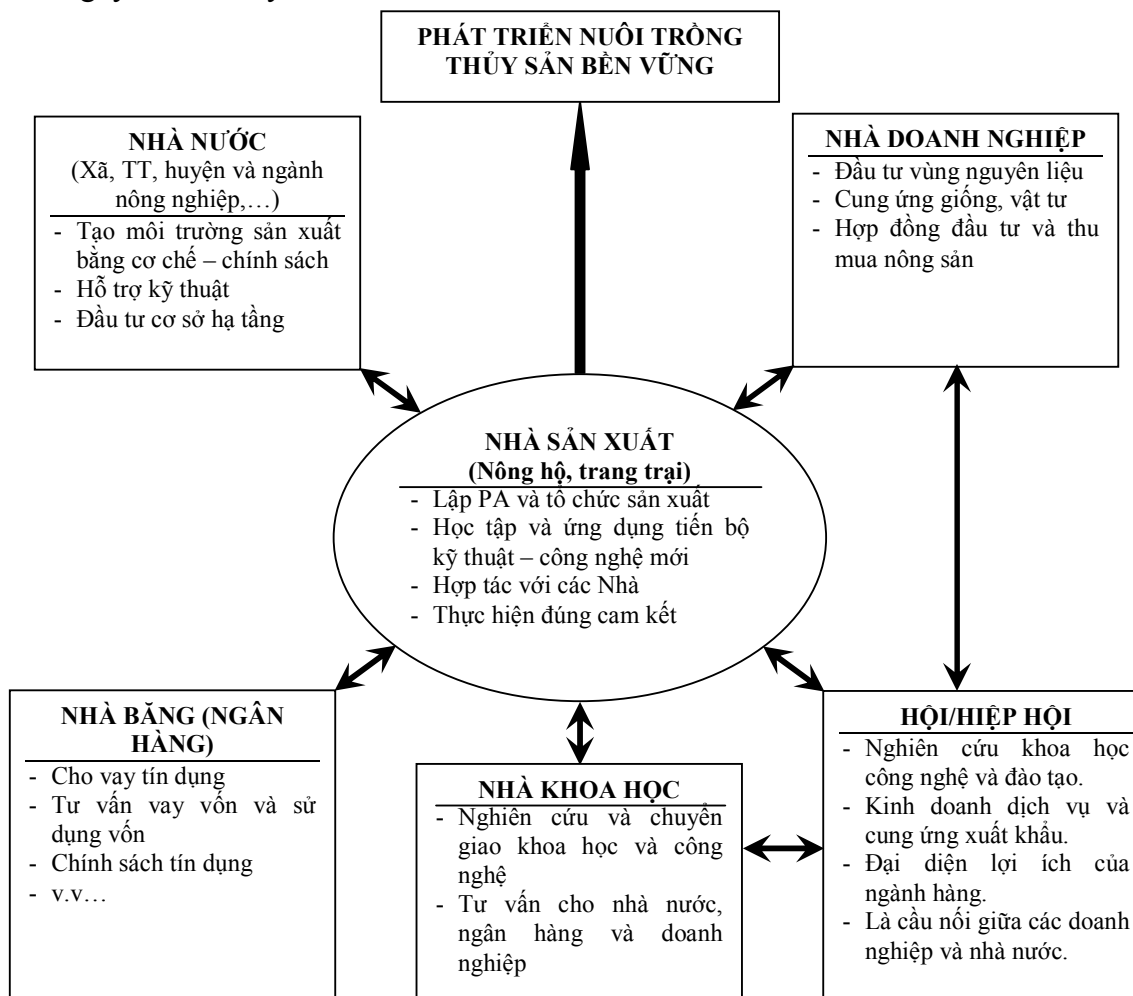 PHÁT TRIỂN NUÔI TRỒNG
THỦY SẢN BỀN VỮNG
NHÀ NƯỚC
(Xã, TT, huyện và ngành
nông nghiệp,…)
- Tạo môi trường sản xuất
bằng cơ chế – chính sách
- Hỗ trợ kỹ thuật
- Đầu tư cơ sở hạ tầng
NHÀ DOANH NGHIỆP
- Đầu tư vùng nguyên liệu
- Cung ứng giống, vật tư
- Hợp đồng đầu tư và thu
mua nông sản
NHÀ SẢN XUẤT
(Nông hộ, trang trại)
- Lập PA và tổ chức sản xuất
- Học tập và ứng dụng tiến bộ
kỹ thuật – công nghệ mới
- Hợp tác với các Nhà
- Thực hiện đúng cam kết
NHÀ BĂNG (NGÂN
HÀNG)
- Cho vay tín dụng
- Tư vấn vay vốn và sử
dụng vốn
- Chính sách tín dụng
- v.v…
NHÀ KHOA HỌC
- Nghiên cứu và chuyển
giao khoa học và công
nghệ
- Tư vấn cho nhà nước,
ngân hàng và doanh
nghiệp
HỘI/HIỆP HỘI
- Nghiên cứu khoa học
công nghệ và đào tạo.
- Kinh doanh dịch vụ và
cung ứng xuất khẩu.
- Đại diện lợi ích của
ngành hàng.
- Là cầu nối giữa các doanh
nghiệp và nhà nước.